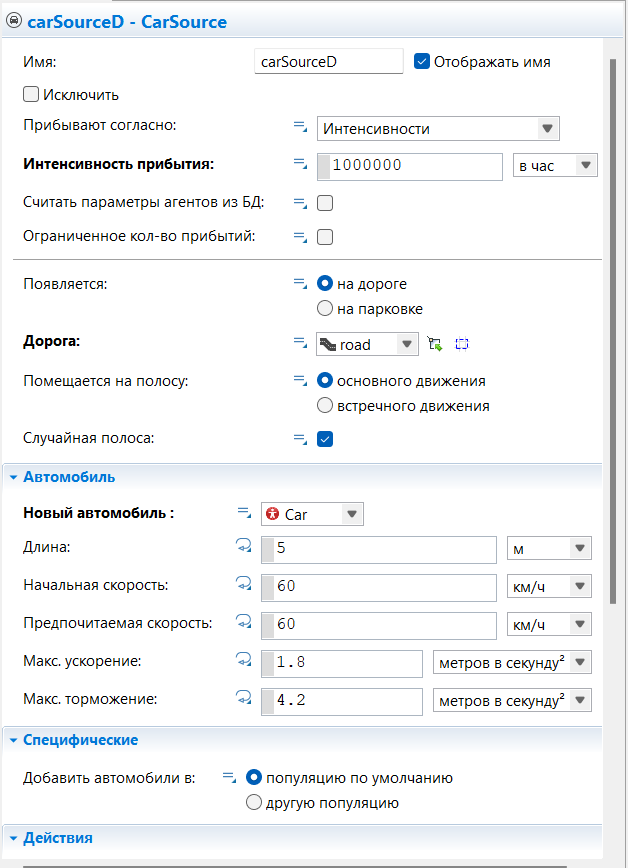 carSourceD - CarSource
Имя: carSourceD Отображать имя
Исключить
Прибывают согласно: Интенсивности
Интенсивность прибытия: 1000000 в час
Считать параметры агентов из БД:
Ограниченное кол-во прибытий:
Появляется: на дороге
на парковке
Дорога: road
Помещается на полосу: основного движения
встречного движения
Случайная полоса:
Автомобиль
Новый автомобиль : Car
Длина: 5 м
Начальная скорость: 60 км/ч
Предпочитаемая скорость: 60 км/ч
Макс. ускорение: 1.8 метров в секунду²
Макс. торможение: 4.2 метров в секунду²
Специфические
Добавить автомобили в: популяцию по умолчанию
другую популяцию
Действия